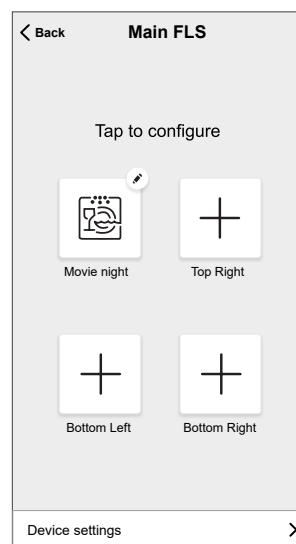 Back Main FLS
Tap to configure
Movie night Top Right
Bottom Left Bottom Right
Device settings